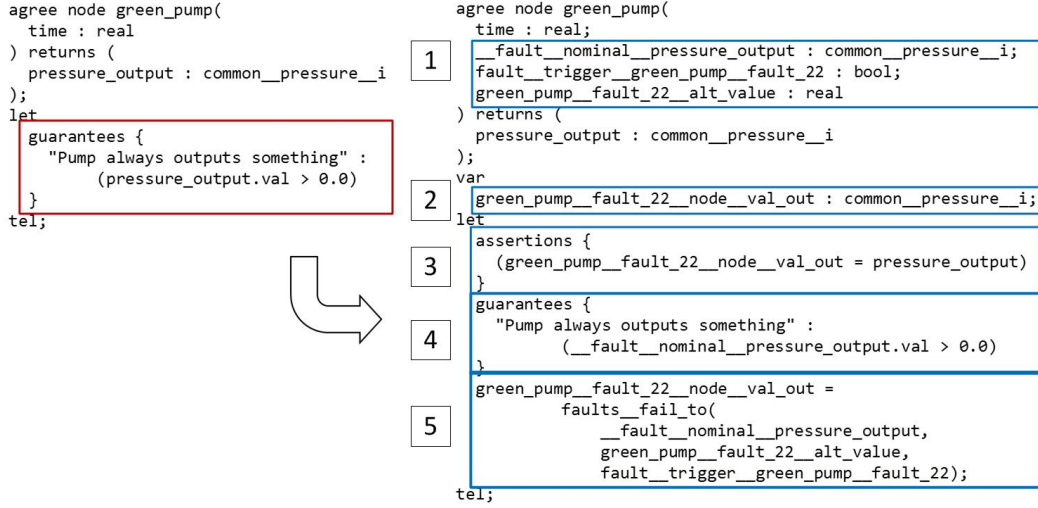 agree node green_pump(
  time : real
) returns (
  pressure_output : common__pressure__i
);
let
  guarantees {
    "Pump always outputs something" :
         (pressure_output.val > 0.0)
  }
tel;
agree node green_pump(
  time : real;
1
  __fault__nominal__pressure_output : common__pressure__i;
  fault__trigger__green_pump__fault_22 : bool;
  green_pump__fault_22__alt_value : real
) returns (
  pressure_output : common__pressure__i
);
var
2
  green_pump__fault_22__node__val_out : common__pressure__i;
let
3
  assertions {
    (green_pump__fault_22__node__val_out = pressure_output)
  }
4
  guarantees {
    "Pump always outputs something" :
          (__fault__nominal__pressure_output.val > 0.0)
  }
5
  green_pump__fault_22__node__val_out =
          faults__fail_to(
              __fault__nominal__pressure_output,
              green_pump__fault_22__alt_value,
              fault__trigger__green_pump__fault_22);
tel;